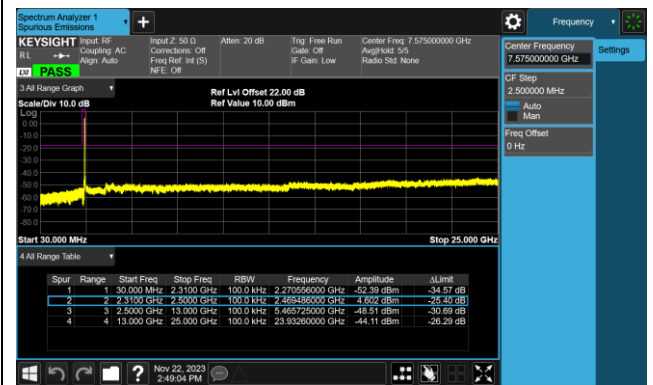 Spectrum Analyzer 1
Spurious Emissions
Frequency
KEYSIGHT Input: RF Input Z: 50 Ω Atten: 20 dB Trig: Free Run Center Freq: 7.575000000 GHz
RL Coupling: AC Corrections: Off Gate: Off Avg|Hold: 5/5
Align: Auto Freq Ref: Int (S) IF Gain: Low Radio Std: None
LXI PASS NFE: Off
Center Frequency
7.575000000 GHz
Settings
CF Step
2.500000 MHz
Auto
Man
Freq Offset
0 Hz
3 All Range Graph
Ref Lvl Offset 22.00 dB
Scale/Div 10.0 dB Ref Value 10.00 dBm
Log
0.00
-10.0
-20.0
-30.0
-40.0
-50.0
-60.0
-70.0
-80.0
Start 30.000 MHz Stop 25.000 GHz
4 All Range Table
Spur Range Start Freq Stop Freq RBW Frequency Amplitude ΔLimit
1 1 30.000 MHz 2.3100 GHz 100.0 kHz 2.270556000 GHz -52.39 dBm -34.57 dB
2 2 2.3100 GHz 2.5000 GHz 100.0 kHz 2.469486000 GHz 4.602 dBm -25.40 dB
3 3 2.5000 GHz 13.000 GHz 100.0 kHz 5.465725000 GHz -48.51 dBm -30.69 dB
4 4 13.000 GHz 25.000 GHz 100.0 kHz 23.93260000 GHz -44.11 dBm -26.29 dB
Nov 22, 2023
2:49:04 PM